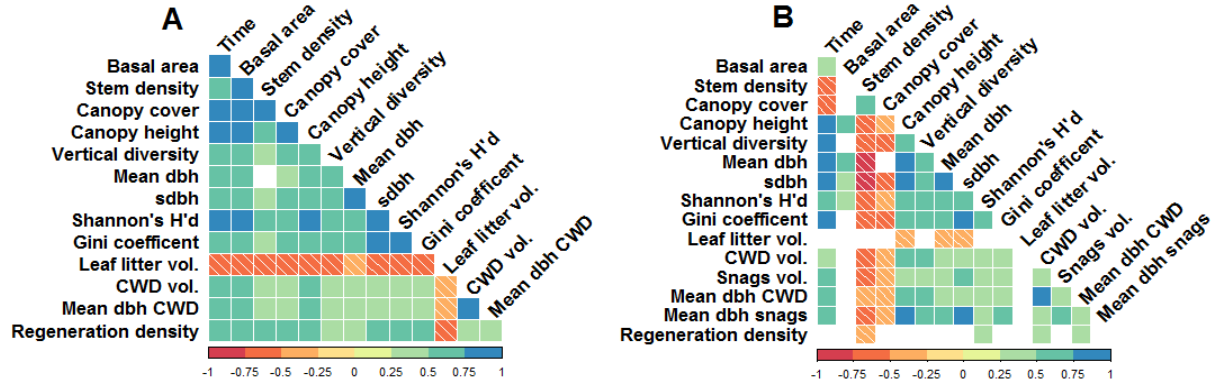 A
Time
Basal area
Stem density
Canopy cover
Canopy height
Vertical diversity
Mean dbh
sdbh
Shannon's H'd
Gini coefficent
Leaf litter vol.
CWD vol.
Mean dbh CWD
Basal area
Stem density
Canopy cover
Canopy height
Vertical diversity
Mean dbh
sdbh
Shannon's H'd
Gini coefficent
Leaf litter vol.
CWD vol.
Mean dbh CWD
Regeneration density
-1 -0.75 -0.5 -0.25 0 0.25 0.5 0.75 1
B
Time
Basal area
Stem density
Canopy cover
Canopy height
Vertical diversity
Mean dbh
sdbh
Shannon's H'd
Gini coefficent
Leaf litter vol.
CWD vol.
Snags vol.
Mean dbh CWD
Mean dbh snags
Basal area
Stem density
Canopy cover
Canopy height
Vertical diversity
Mean dbh
sdbh
Shannon's H'd
Gini coefficent
Leaf litter vol.
CWD vol.
Snags vol.
Mean dbh CWD
Mean dbh snags
Regeneration density
-1 -0.75 -0.5 -0.25 0 0.25 0.5 0.75 1